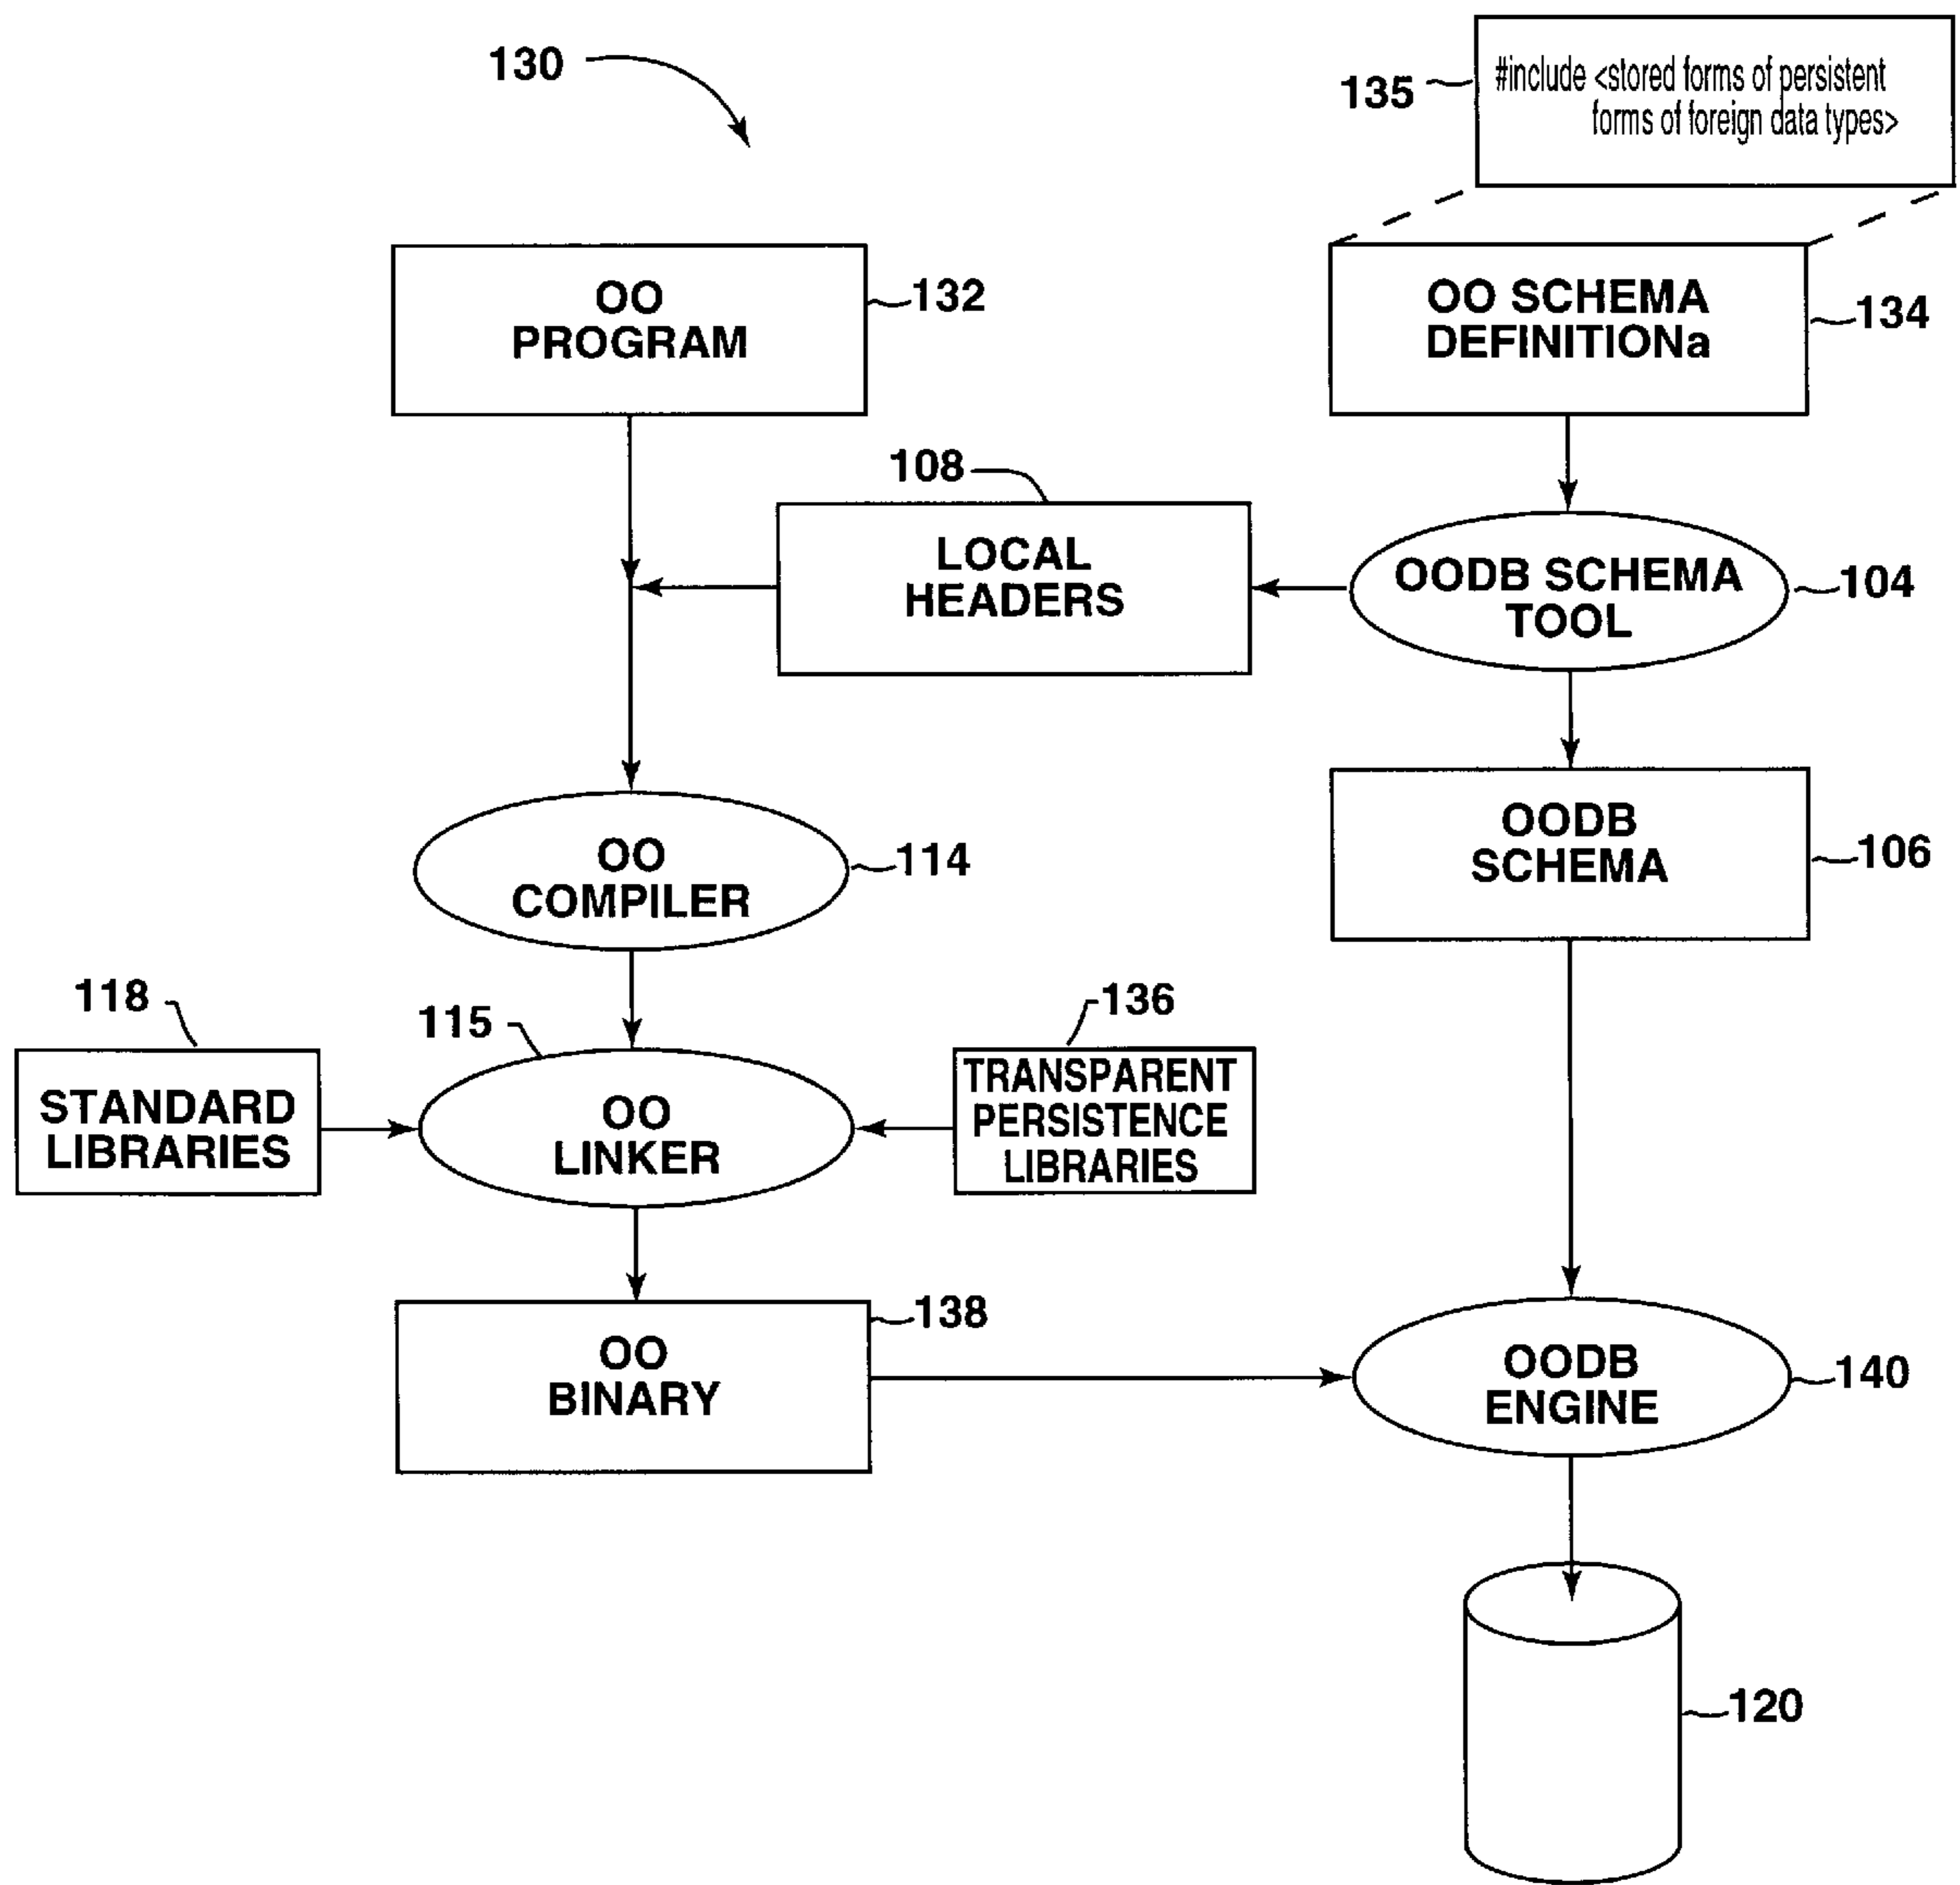 130
135
#include <stored forms of persistent
forms of foreign data types>
OO
PROGRAM
132
OO SCHEMA
DEFINITIONa
134
108
LOCAL
HEADERS
OODB SCHEMA
TOOL
104
OO
COMPILER
114
OODB
SCHEMA
106
118
STANDARD
LIBRARIES
115
OO
LINKER
136
TRANSPARENT
PERSISTENCE
LIBRARIES
OO
BINARY
138
OODB
ENGINE
140
120